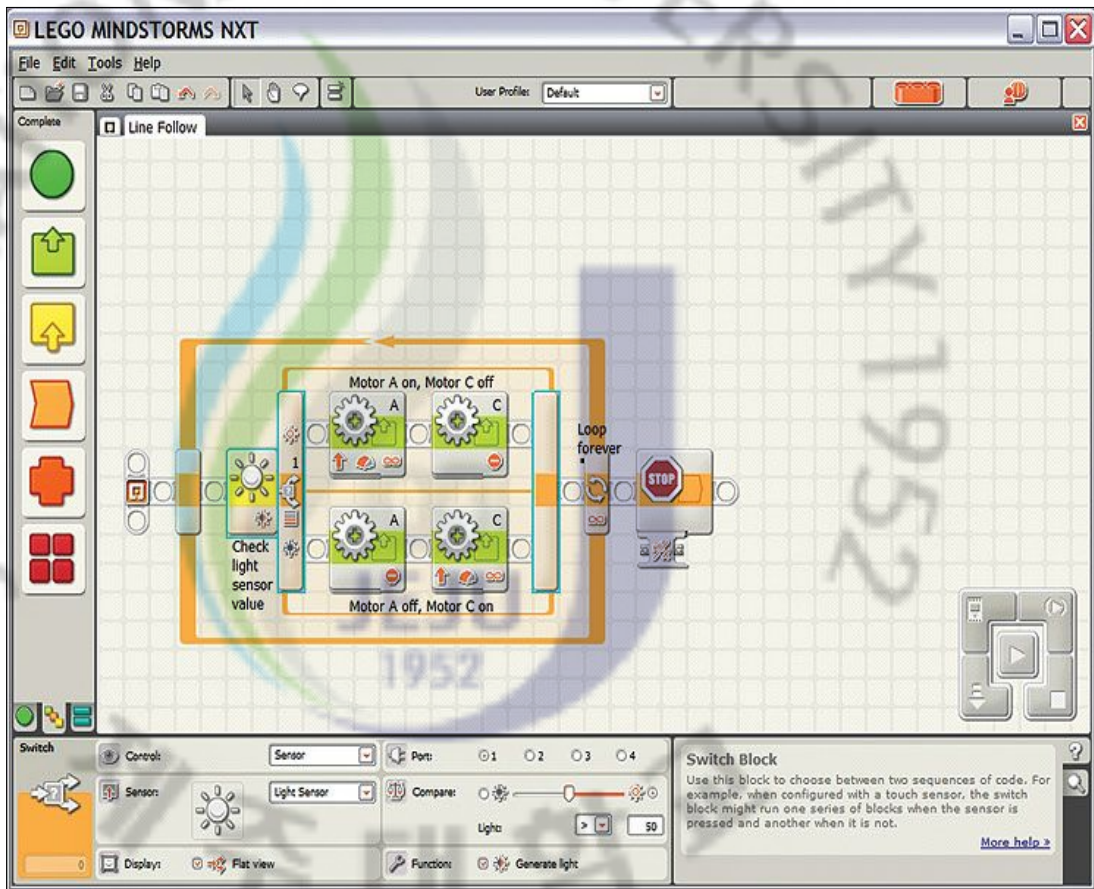 LEGO MINDSTORMS NXT
File Edit Tools Help
User Profile: Default
Complete
Line Follow
Motor A on, Motor C off
A C
Loop
forever
1
STOP
A C
Check
light
sensor
value
Motor A off, Motor C on
JEJU
1952
UNIVERSITY 1952
Switch
Control: Sensor
Port: 1 2 3 4
Sensor: Light Sensor
Compare:
Light: > 50
Display: Flat view
Function: Generate light
0
Switch Block
Use this block to choose between two sequences of code. For
example, when configured with a touch sensor, the switch
block might run one series of blocks when the sensor is
pressed and another when it is not.
More help »